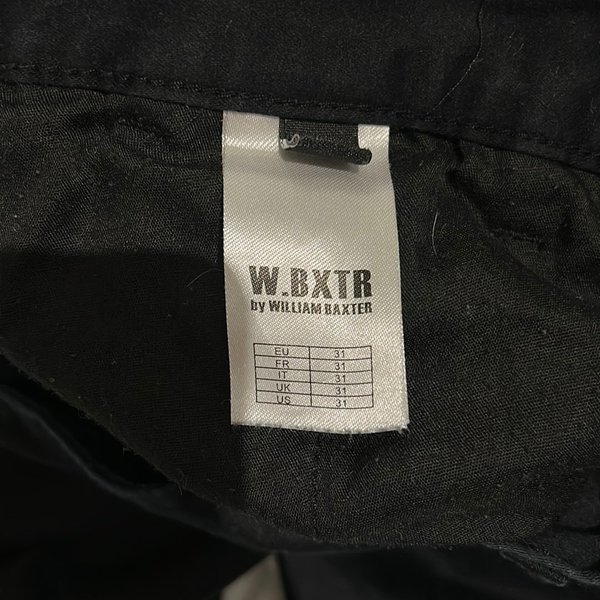 W.BXTR
by WILLIAM BAXTER
EU 31
FR 31
IT 31
UK 31
US 31